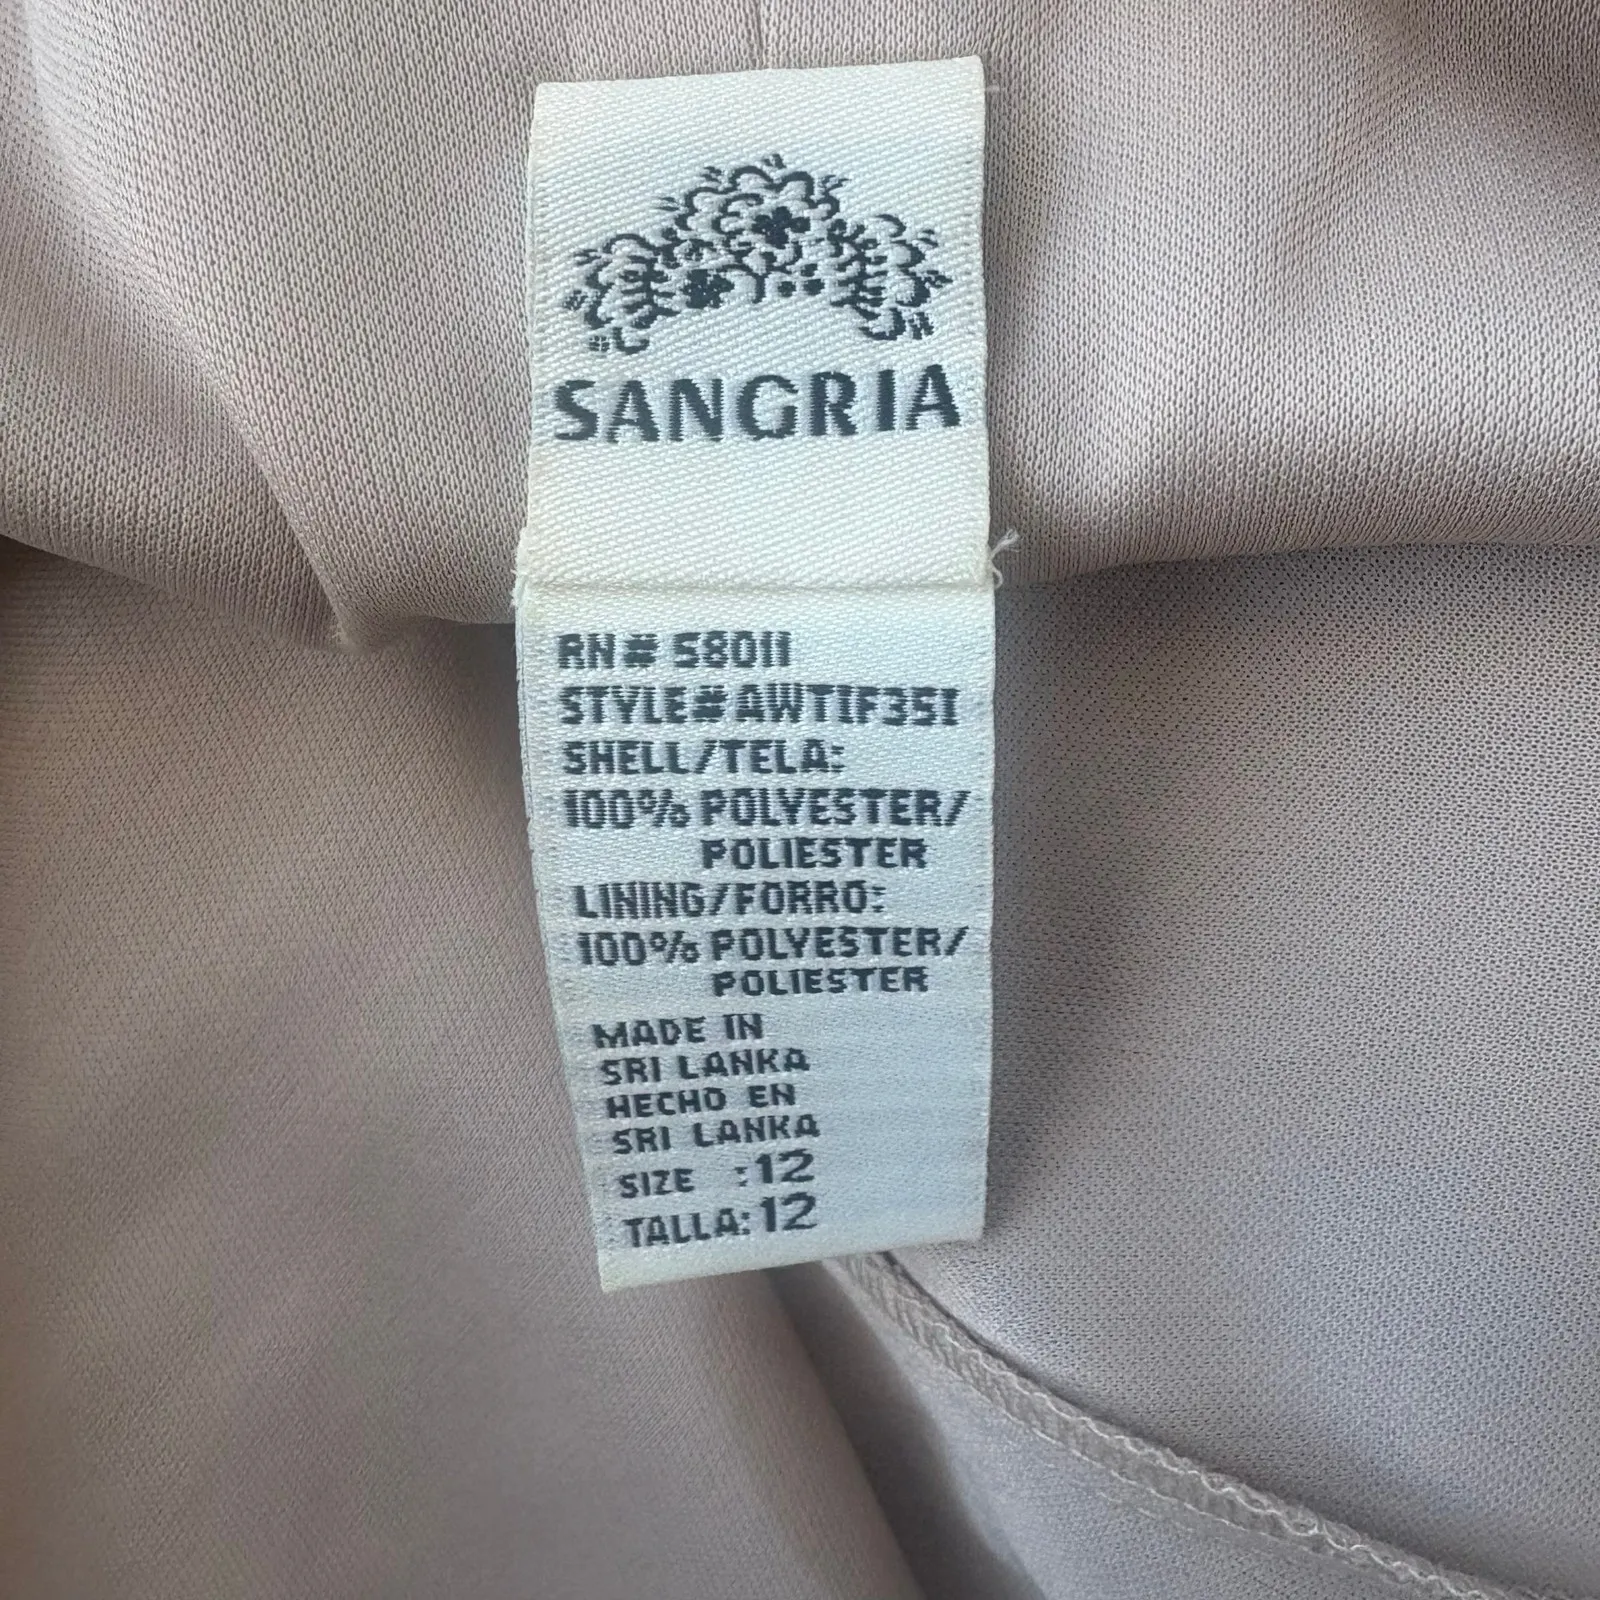 SANGRIA
RN# 58011
STYLE#AWTIF35I
SHELL/TELA:
100% POLYESTER/
POLIESTER
LINING/FORRO:
100% POLYESTER/
POLIESTER
MADE IN
SRI LANKA
HECHO EN
SRI LANKA
SIZE :12
TALLA:12